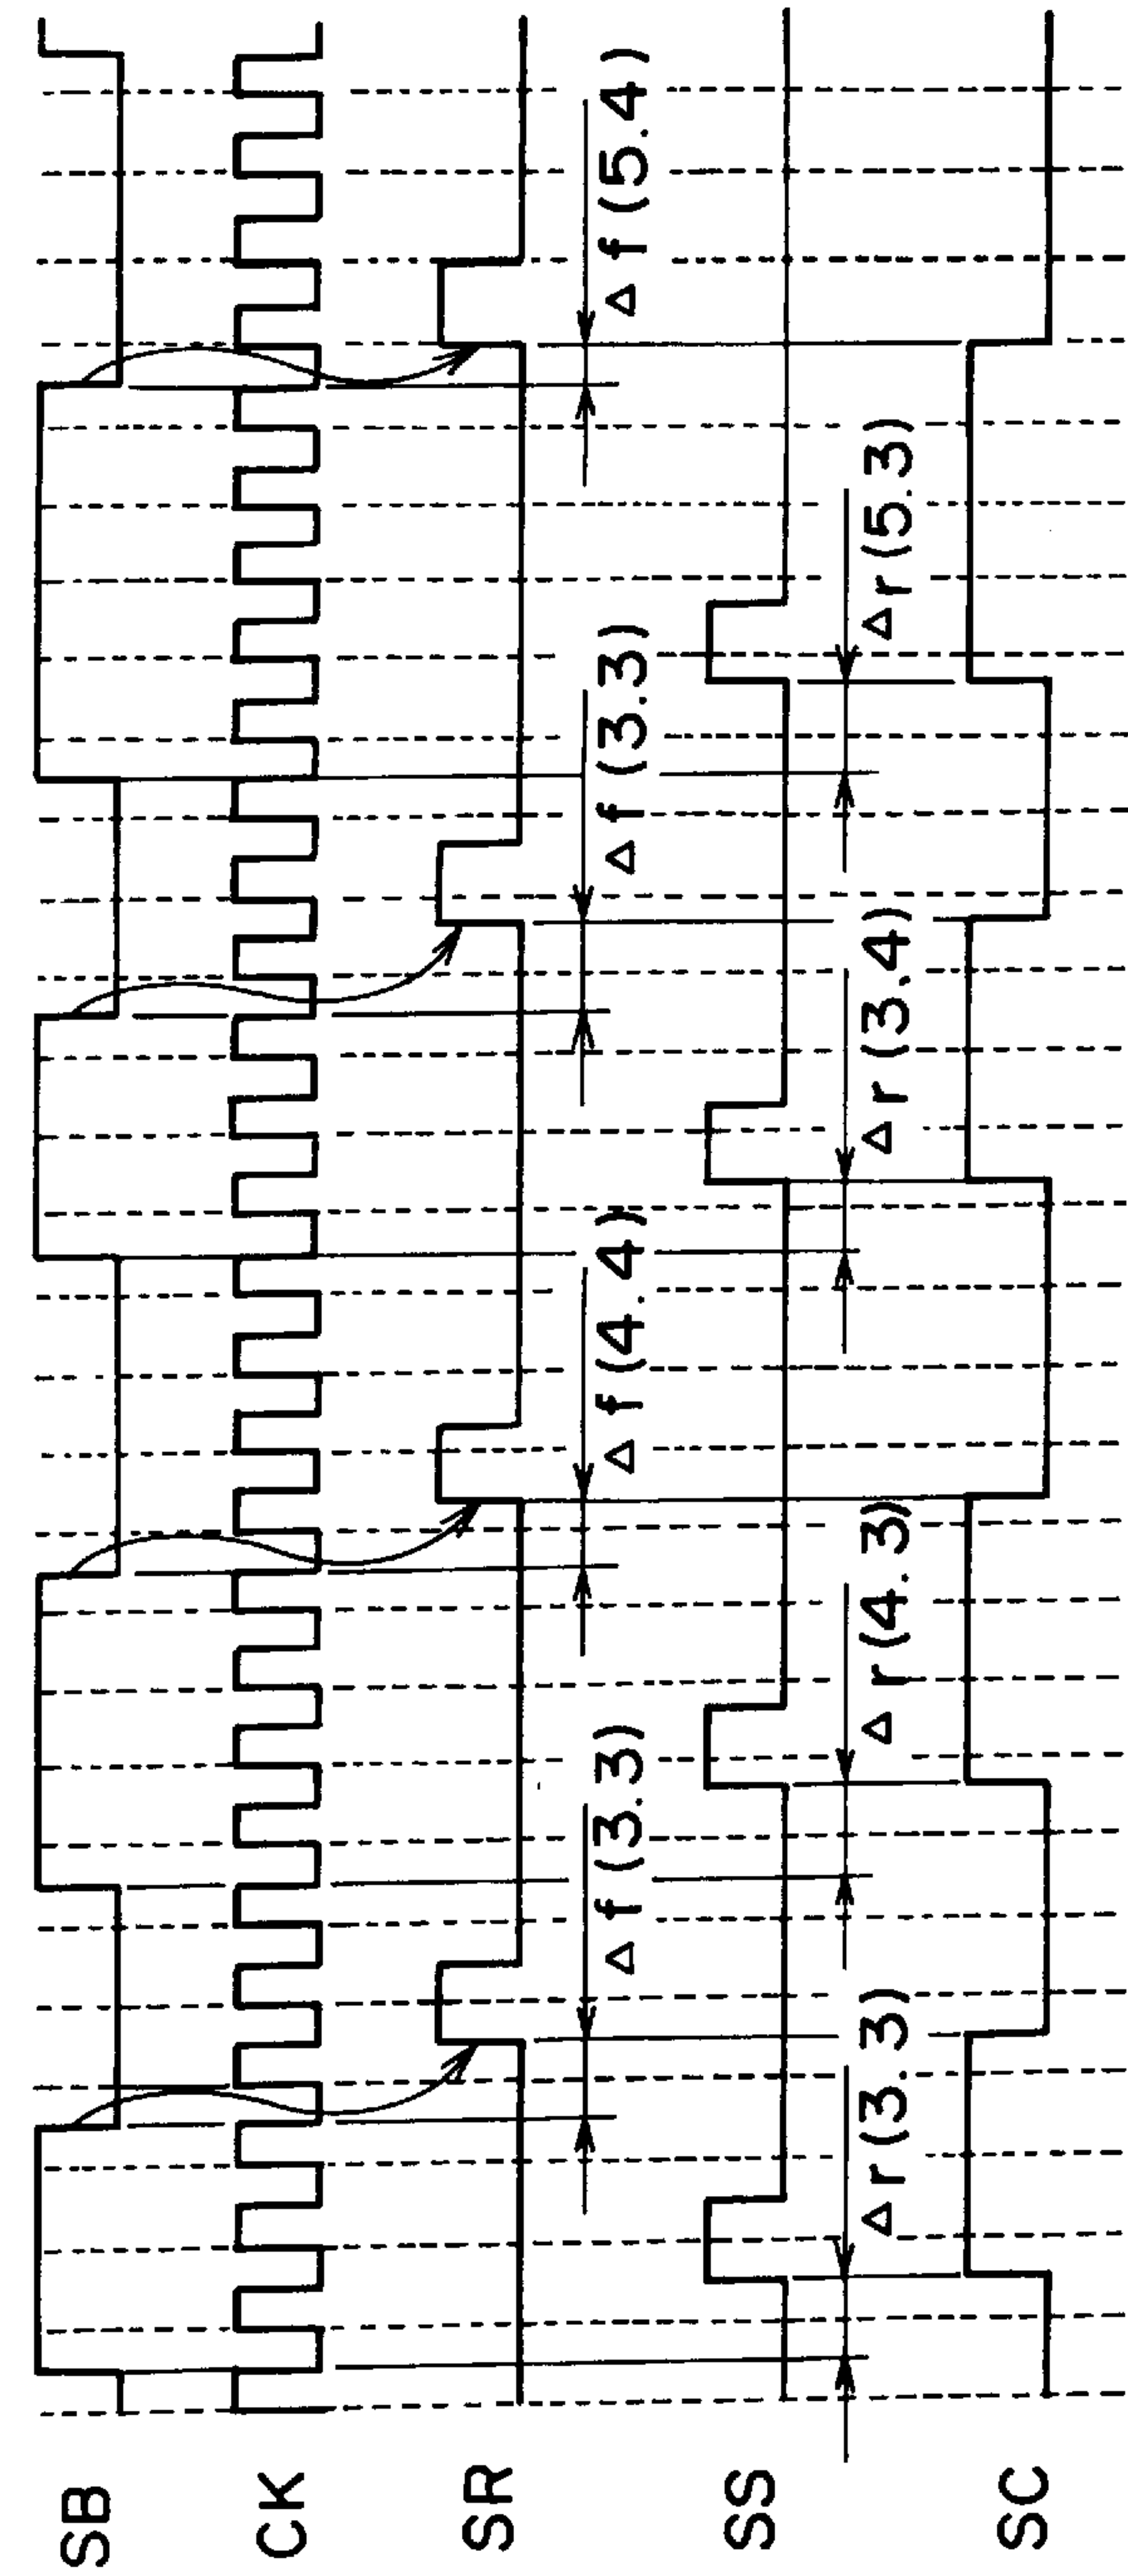 SB
CK
SR
Δf(3.3)
Δf(4.4)
Δf(3.3)
Δf(5.4)
SS
Δr(3.3)
Δr(4.3)
Δr(3.4)
Δr(5.3)
SC